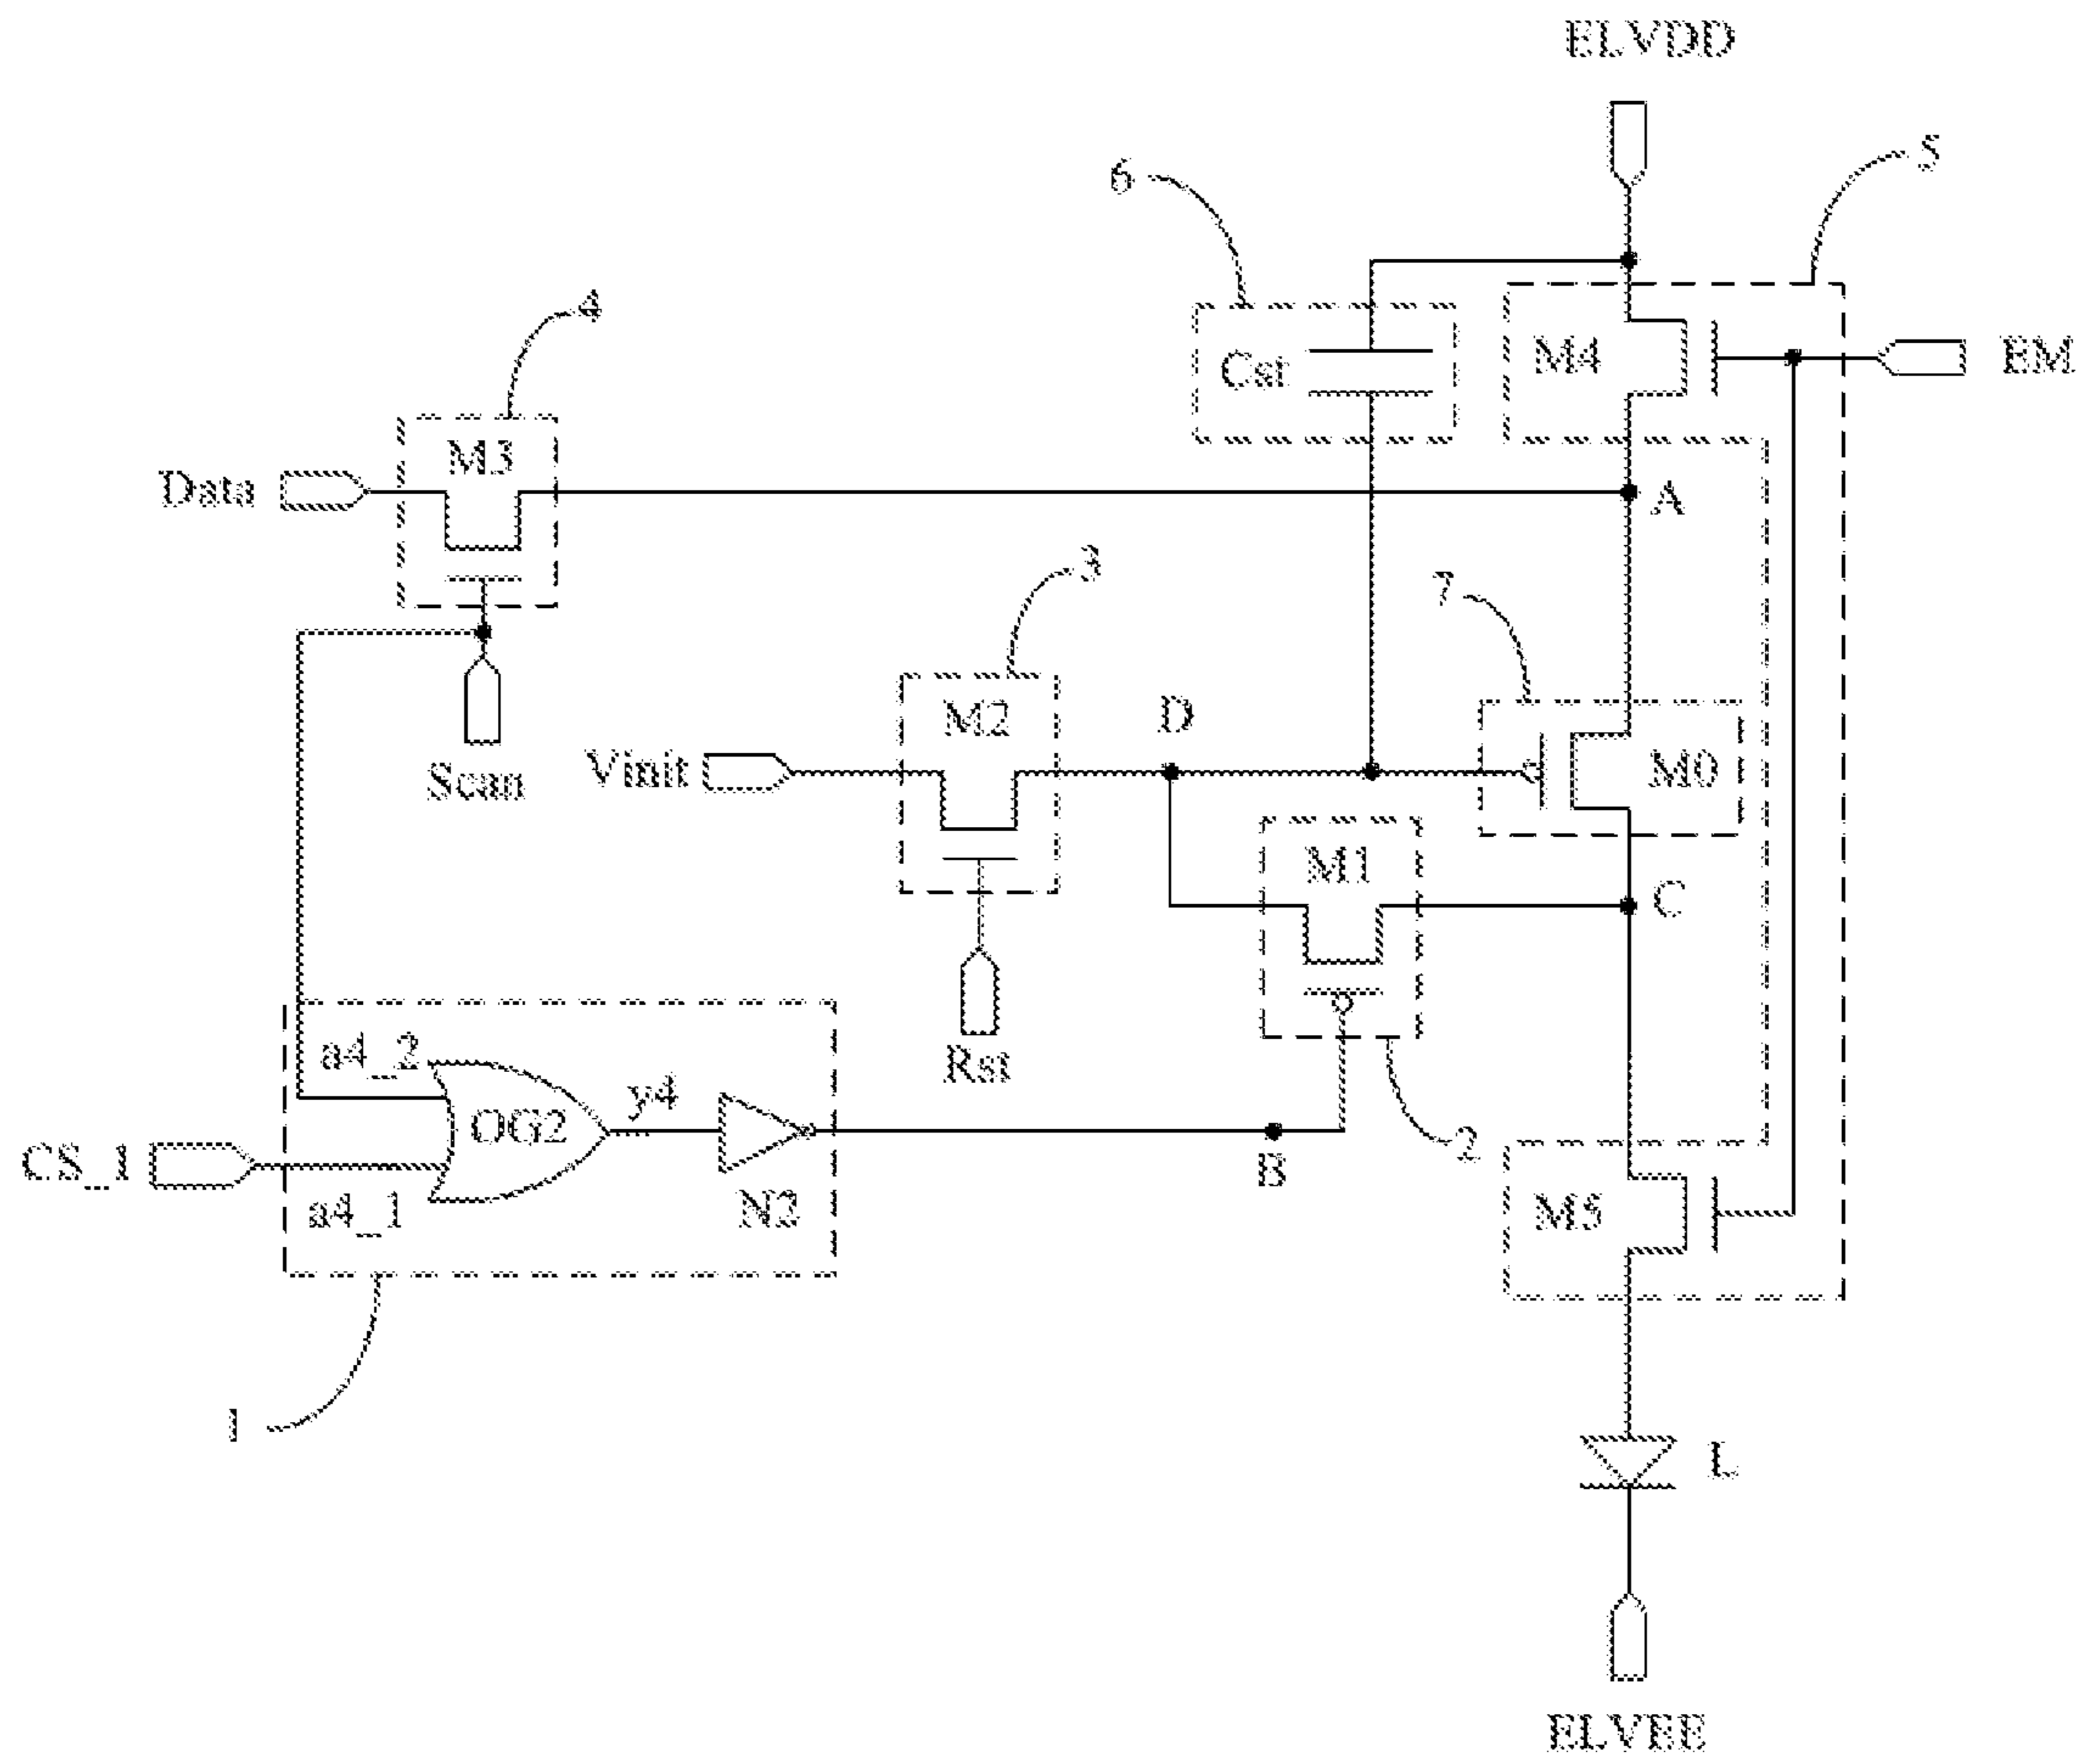 ELVDD
5
6
4
Cst
M4
EM
M3
Data
A
3
7
M2
D
Vinit
M0
Scan
M1
C
a4_2
Rst
y4
OG2
CS_1
B
2
a4_1
N2
M5
1
L
ELVEE